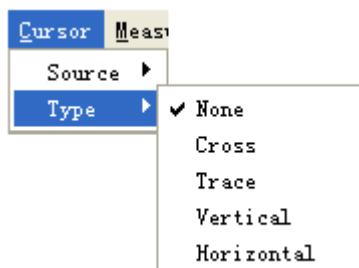 Cursor Meas
Source
Type
None
Cross
Trace
Vertical
Horizontal